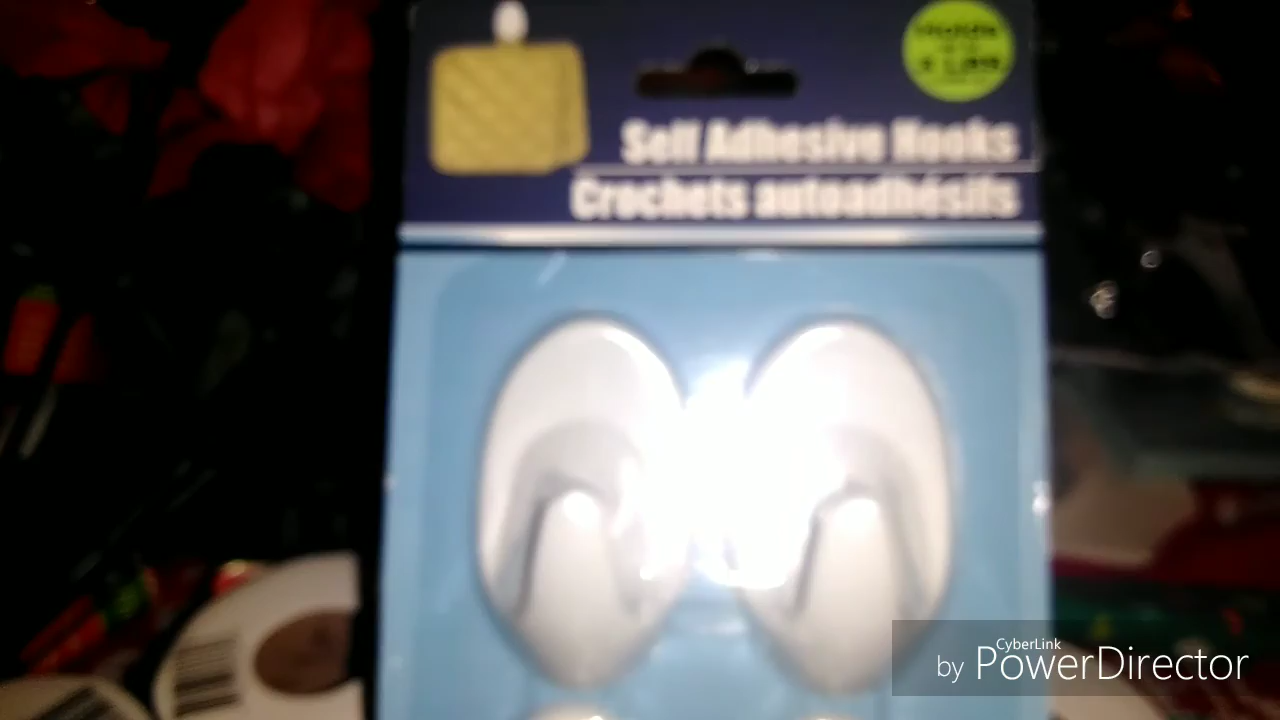 Self Adhesive Hooks
Crochets autoadhésifs
CyberLink
by PowerDirector